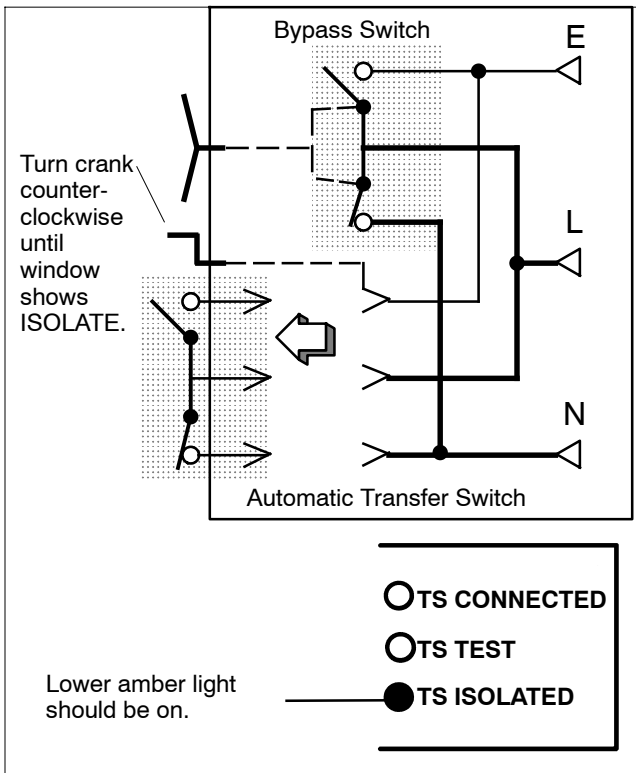 Bypass Switch
E
Turn crank
counter-
clockwise
until
window
shows
ISOLATE.
L
N
Automatic Transfer Switch
TS CONNECTED
TS TEST
Lower amber light
should be on.
TS ISOLATED